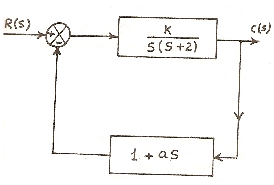 R(S)
+
-
K
S(S+2)
C(S)
1 + aS